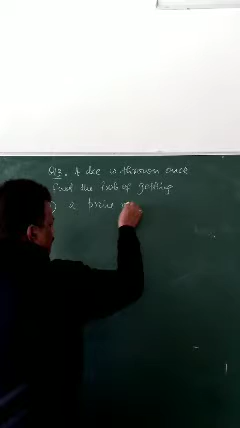 Q13. A die is thrown once
find the prob of getting
a prime